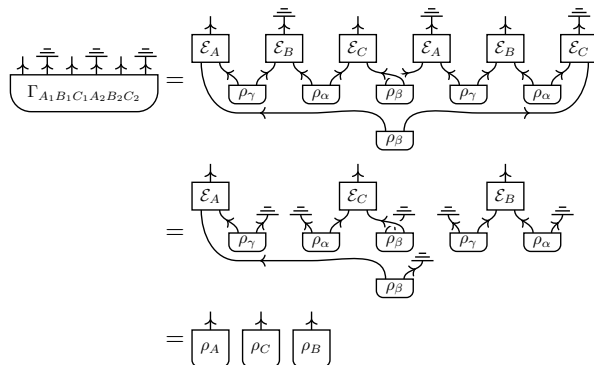 ℰ_A ℰ_B ℰ_C ℰ_A ℰ_B ℰ_C
Γ_{A₁B₁C₁A₂B₂C₂} =
ρ_γ ρ_α ρ_β ρ_γ ρ_α
ρ_β
ℰ_A ℰ_C ℰ_B
= ρ_γ ρ_α ρ_β ρ_γ ρ_α
ρ_β
= ρ_A ρ_C ρ_B